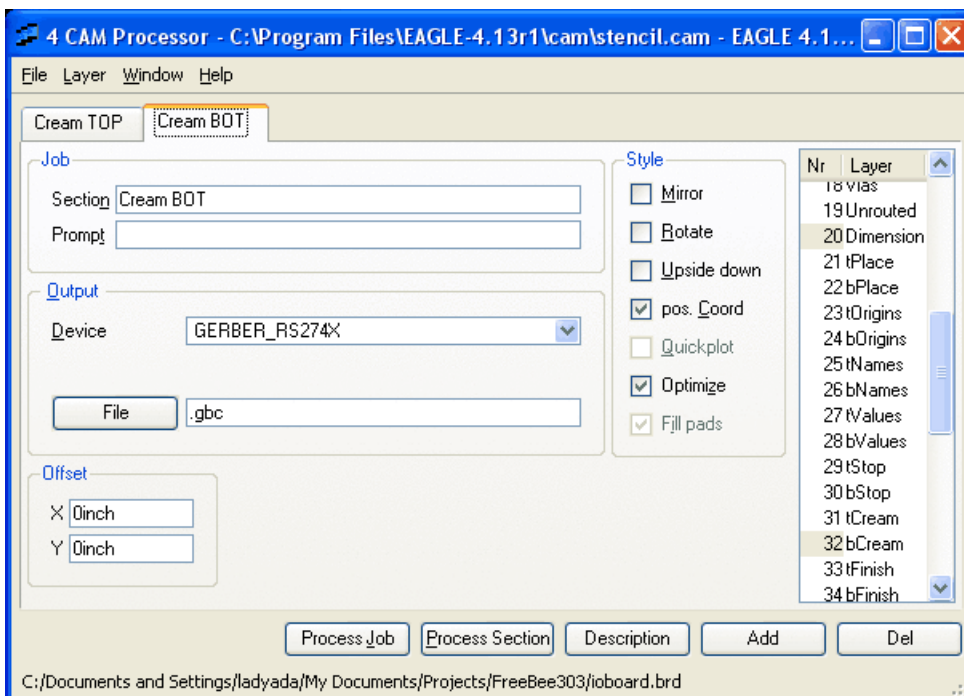 4 CAM Processor - C:\Program Files\EAGLE-4.13r1\cam\stencil.cam - EAGLE 4.1...
File Layer Window Help
Cream TOP Cream BOT
Job
Section Cream BOT
Prompt
Output
Device GERBER_RS274X
File .gbc
Offset
X 0inch
Y 0inch
Style
Mirror
Rotate
Upside down
pos. Coord
Quickplot
Optimize
Fill pads
Nr Layer
18 Vias
19 Unrouted
20 Dimension
21 tPlace
22 bPlace
23 tOrigins
24 bOrigins
25 tNames
26 bNames
27 tValues
28 bValues
29 tStop
30 bStop
31 tCream
32 bCream
33 tFinish
34 bFinish
Process Job Process Section Description Add Del
C:/Documents and Settings/ladyada/My Documents/Projects/FreeBee303/ioboard.brd